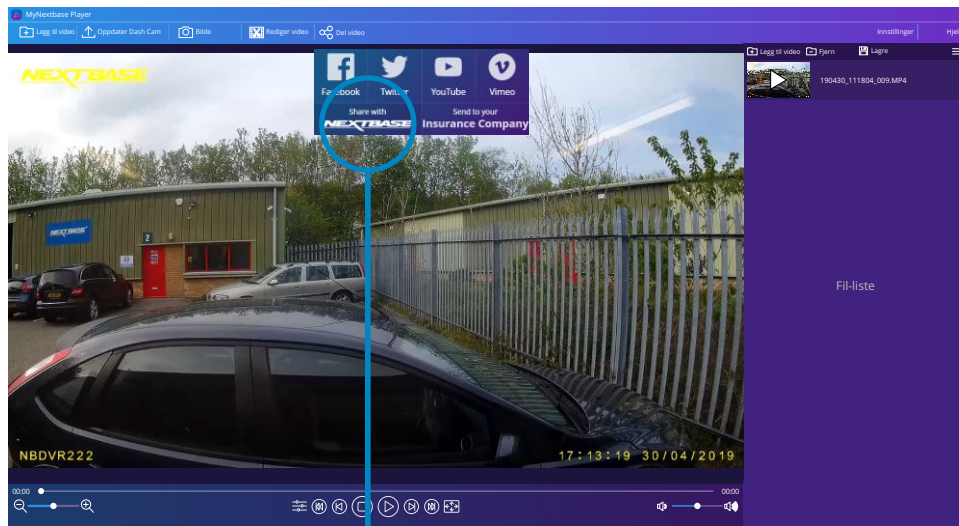 MyNextbase Player
Legg til video Oppdater Dash Cam Bilde Rediger video Del video Innstillinger Hjel
Legg til video Fjern Lagre
NEXTBASE
Facebook Twitter YouTube Vimeo
Share with
NEXTBASE
Send to your
Insurance Company
190430_111804_009.MP4
NEXTBASE
2
Fil-liste
NBDVR222 17:13:19 30/04/2019
00:00 00:00